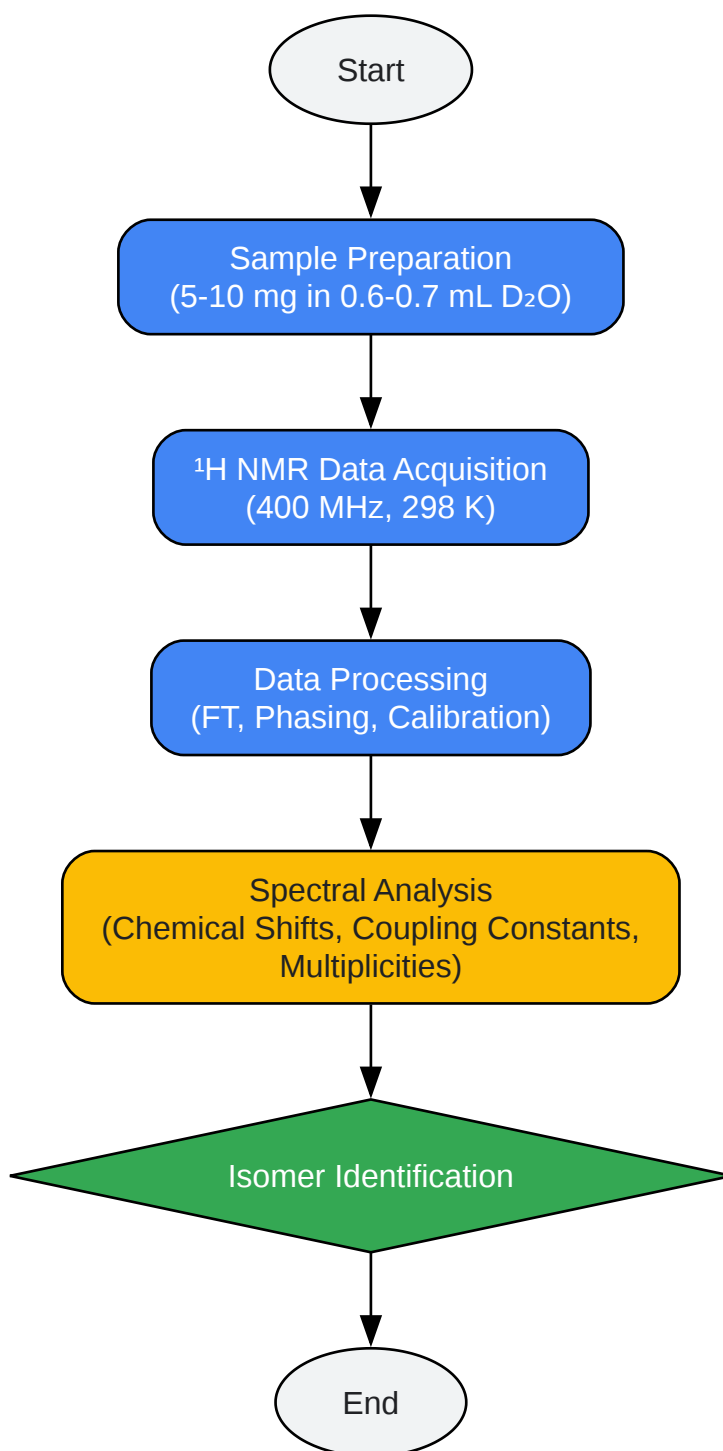 Start
Sample Preparation
(5-10 mg in 0.6-0.7 mL D₂O)
¹H NMR Data Acquisition
(400 MHz, 298 K)
Data Processing
(FT, Phasing, Calibration)
Spectral Analysis
(Chemical Shifts, Coupling Constants,
Multiplicities)
Isomer Identification
End